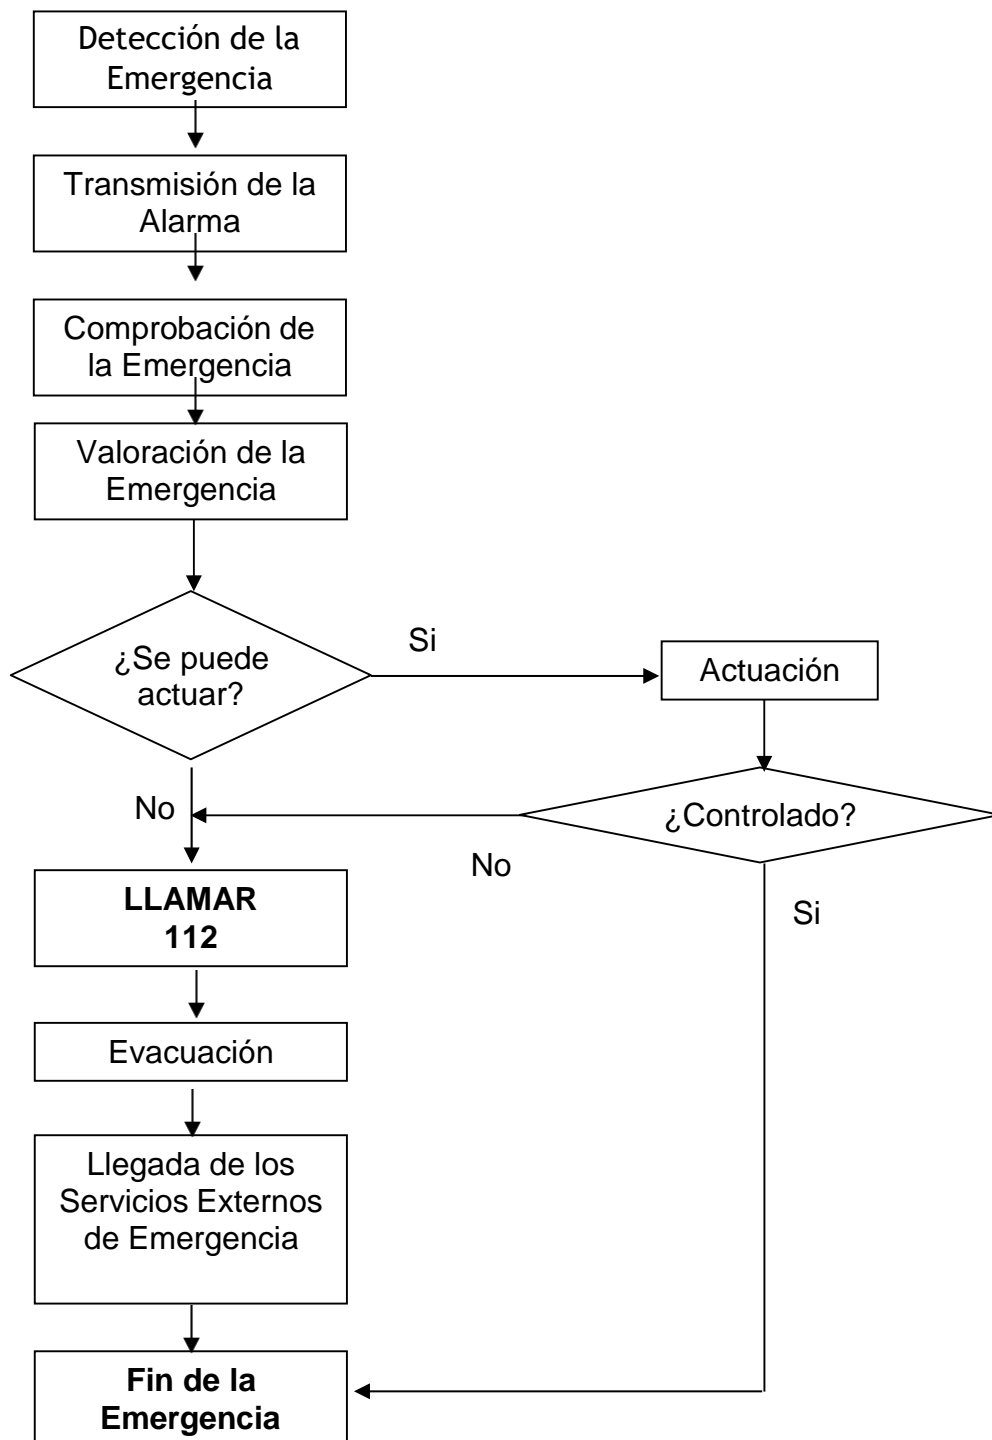 Detección de la
Emergencia
Transmisión de la
Alarma
Comprobación de
la Emergencia
Valoración de la
Emergencia
¿Se puede
actuar?
Si
Actuación
No
¿Controlado?
No
Si
LLAMAR
112
Evacuación
Llegada de los
Servicios Externos
de Emergencia
Fin de la
Emergencia